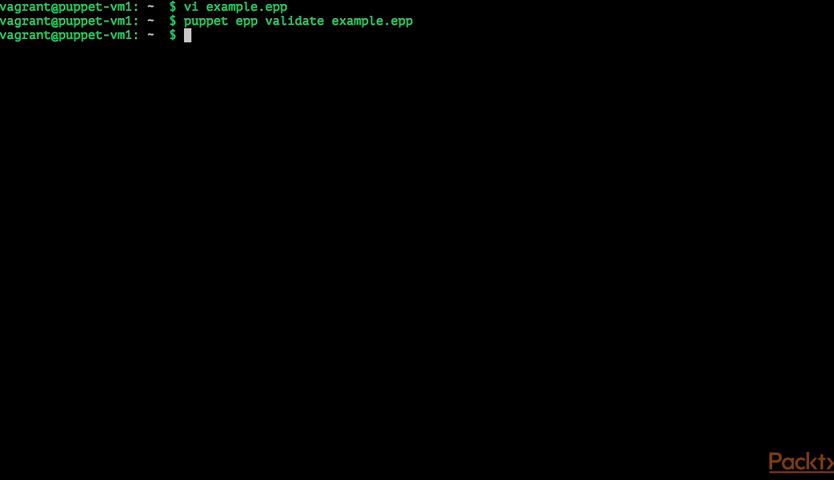 vagrant@puppet-vm1: ~ $ vi example.epp
vagrant@puppet-vm1: ~ $ puppet epp validate example.epp
vagrant@puppet-vm1: ~ $
Packt>